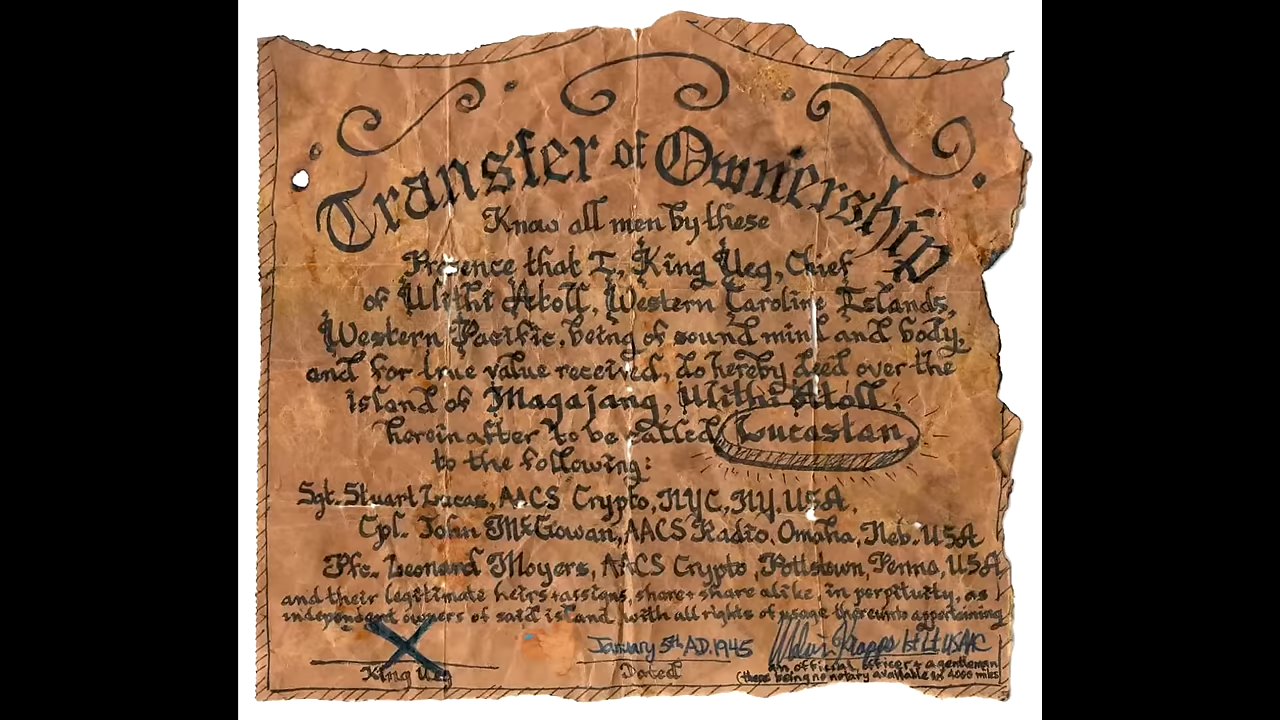 Transfer of Ownership
Know all men by these
Presence that I, King Ueg, Chief
of Ulithi Atoll, Western Caroline Islands,
Western Pacific, being of sound mind and body,
and for true value received, do hereby deed over the
island of Magajang, Ulithi Atoll,
hereinafter to be called Lucastan,
to the following:
Sgt. Stuart Lucas, AACS Crypto, NYC, NY. USA.
Cpl. John McGowan, AACS Radio, Omaha, Neb. USA
Pfc. Leonard Moyers, AACS Crypto, Pottstown, Penna, USA
and their legitimate heirs + assigns, share + share alike in perpituity, as
independent owners of said island, with all rights of usage thereunto appertaining
X January 5th A.D. 1945 1st Lt USAC
King Ueg Dated an official officer + a gentleman
(there being no notary available in 4000 miles)